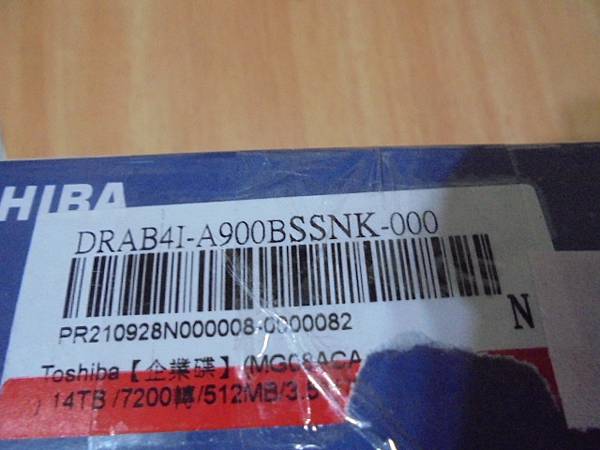 HIBA
DRAB4I-A900BSSNK-000
PR210928N000008-0000082
N
Toshiba【企業碟】(MG08ACA
) 14TB /7200轉/512MB/3.5